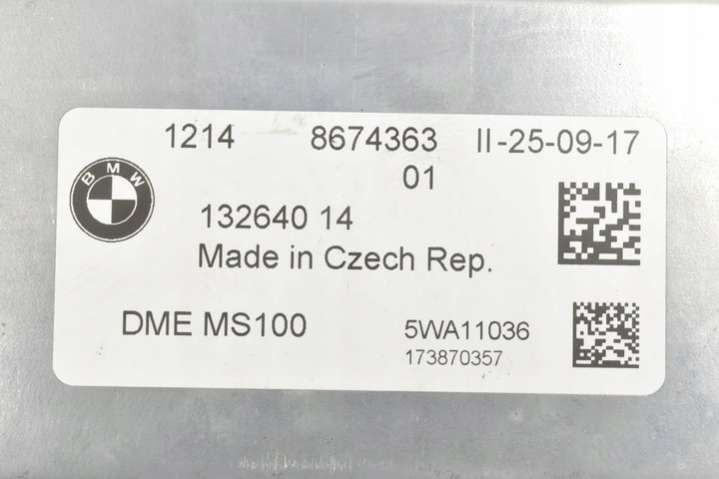 1214 8674363 II-25-09-17
01
BMW
132640 14
Made in Czech Rep.
DME MS100 5WA11036
173870357